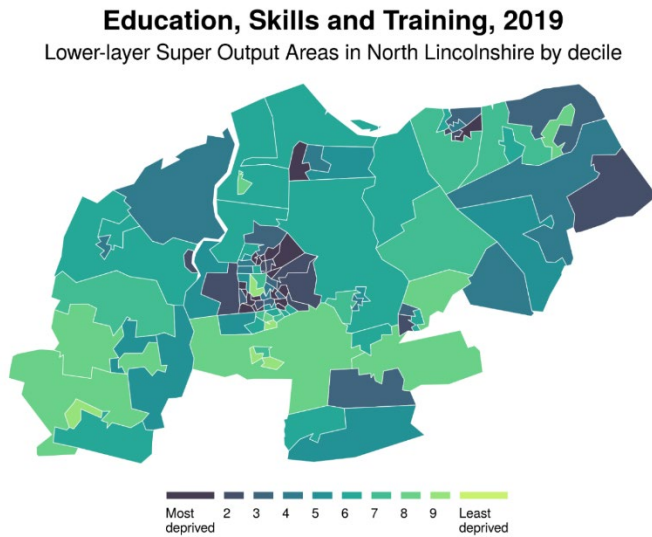 Education, Skills and Training, 2019
Lower-layer Super Output Areas in North Lincolnshire by decile
Most deprived 2 3 4 5 6 7 8 9 Least deprived